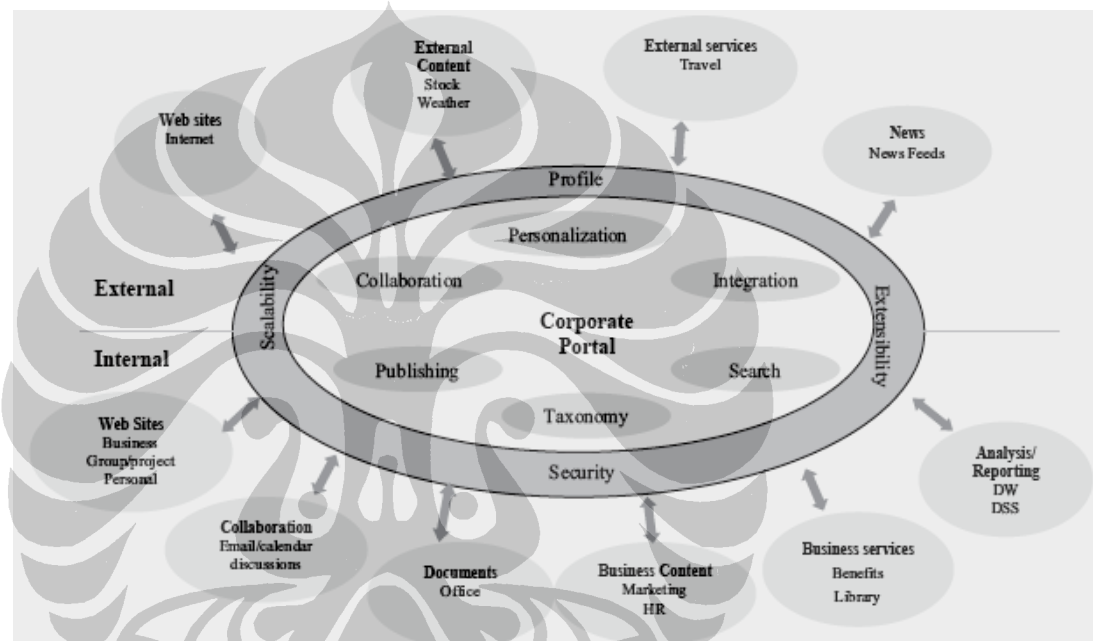 External
Content
Stock
Weather
External services
Travel
Web sites
Internet
News
News Feeds
Profile
Personalization
Collaboration
Integration
External
Scalability
Extensibility
Corporate
Portal
Internal
Publishing
Search
Taxonomy
Security
Web Sites
Business
Group/project
Personal
Analysis/
Reporting
DW
DSS
Collaboration
Email/calendar
discussions
Documents
Office
Business Content
Marketing
HR
Business services
Benefits
Library